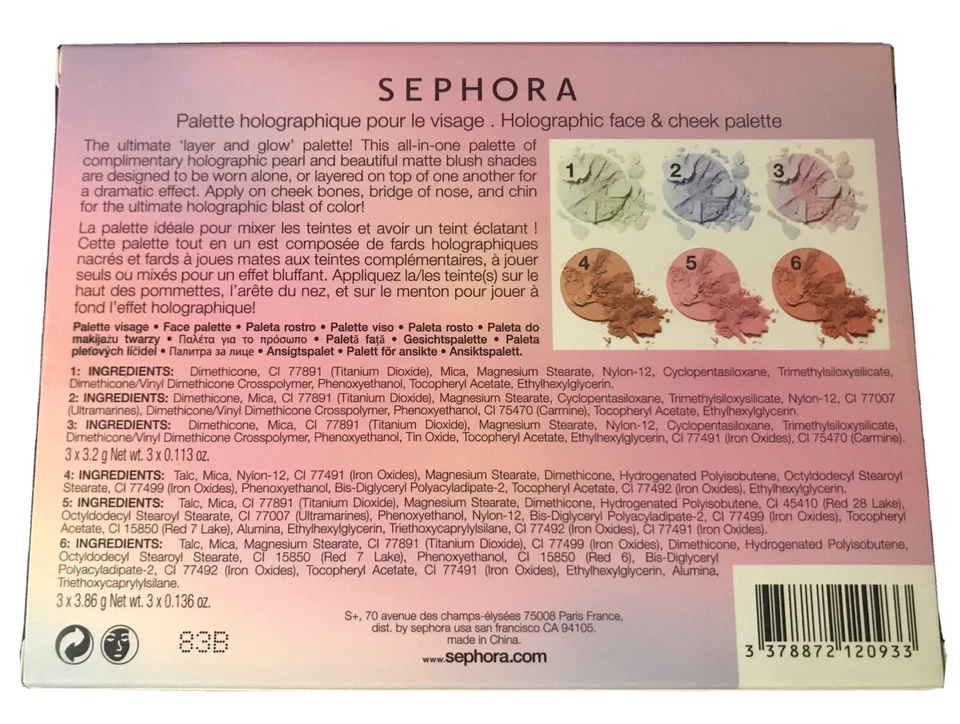 SEPHORA
Palette holographique pour le visage . Holographic face & cheek palette
The ultimate 'layer and glow' palette! This all-in-one palette of
complimentary holographic pearl and beautiful matte blush shades
are designed to be worn alone, or layered on top of one another for
a dramatic effect. Apply on cheek bones, bridge of nose, and chin
for the ultimate holographic blast of color!
La palette idéale pour mixer les teintes et avoir un teint éclatant !
Cette palette tout en un est composée de fards holographiques
nacrés et fards à joues mates aux teintes complémentaires, à jouer
seuls ou mixés pour un effet bluffant. Appliquez la/les teinte(s) sur le
haut des pommettes, l'arête du nez, et sur le menton pour jouer à
fond l'effet holographique!
Palette visage • Face palette • Paleta rostro • Palette viso • Paleta rosto • Paleta do
makijażu twarzy • Παλέτα για το πρόσωπο • Paletă față • Gesichtspalette • Paleta
pleťových líčidel • Палитра за лице • Ansigtspalet • Palett för ansikte • Ansiktspalett.
1 2 3
4 5 6
1: INGREDIENTS: Dimethicone, CI 77891 (Titanium Dioxide), Mica, Magnesium Stearate, Nylon-12, Cyclopentasiloxane, Trimethylsiloxysilicate,
Dimethicone/Vinyl Dimethicone Crosspolymer, Phenoxyethanol, Tocopheryl Acetate, Ethylhexylglycerin.
2: INGREDIENTS: Dimethicone, Mica, CI 77891 (Titanium Dioxide), Magnesium Stearate, Cyclopentasiloxane, Trimethylsiloxysilicate, Nylon-12, CI 77007
(Ultramarines), Dimethicone/Vinyl Dimethicone Crosspolymer, Phenoxyethanol, CI 75470 (Carmine), Tocopheryl Acetate, Ethylhexylglycerin.
3: INGREDIENTS: Dimethicone, Mica, CI 77891 (Titanium Dioxide), Magnesium Stearate, Nylon-12, Cyclopentasiloxane, Trimethylsiloxysilicate,
Dimethicone/Vinyl Dimethicone Crosspolymer, Phenoxyethanol, Tin Oxide, Tocopheryl Acetate, Ethylhexylglycerin, CI 77491 (Iron Oxides), CI 75470 (Carmine).
3 x 3.2 g Net wt. 3 x 0.113 oz.
4: INGREDIENTS: Talc, Mica, Nylon-12, CI 77491 (Iron Oxides), Magnesium Stearate, Dimethicone, Hydrogenated Polyisobutene, Octyldodecyl Stearoyl
Stearate, CI 77499 (Iron Oxides), Phenoxyethanol, Bis-Diglyceryl Polyacyladipate-2, Tocopheryl Acetate, CI 77492 (Iron Oxides), Ethylhexylglycerin.
5: INGREDIENTS: Talc, Mica, CI 77891 (Titanium Dioxide), Magnesium Stearate, Dimethicone, Hydrogenated Polyisobutene, CI 45410 (Red 28 Lake),
Octyldodecyl Stearoyl Stearate, CI 77007 (Ultramarines), Phenoxyethanol, Nylon-12, Bis-Diglyceryl Polyacyladipate-2, CI 77499 (Iron Oxides), Tocopheryl
Acetate, CI 15850 (Red 7 Lake), Alumina, Ethylhexylglycerin, Triethoxycaprylylsilane, CI 77492 (Iron Oxides), CI 77491 (Iron Oxides).
6: INGREDIENTS: Talc, Mica, Magnesium Stearate, CI 77891 (Titanium Dioxide), CI 77499 (Iron Oxides), Dimethicone, Hydrogenated Polyisobutene,
Octyldodecyl Stearoyl Stearate, CI 15850 (Red 7 Lake), Phenoxyethanol, CI 15850 (Red 6), Bis-Diglyceryl
Polyacyladipate-2, CI 77492 (Iron Oxides), Tocopheryl Acetate, CI 77491 (Iron Oxides), Ethylhexylglycerin, Alumina,
Triethoxycaprylylsilane.
3 x 3.86 g Net wt. 3 x 0.136 oz.
S+, 70 avenue des champs-élysées 75008 Paris France,
dist. by sephora usa san francisco CA 94105.
made in China.
www.sephora.com
83B
3 378872 120933